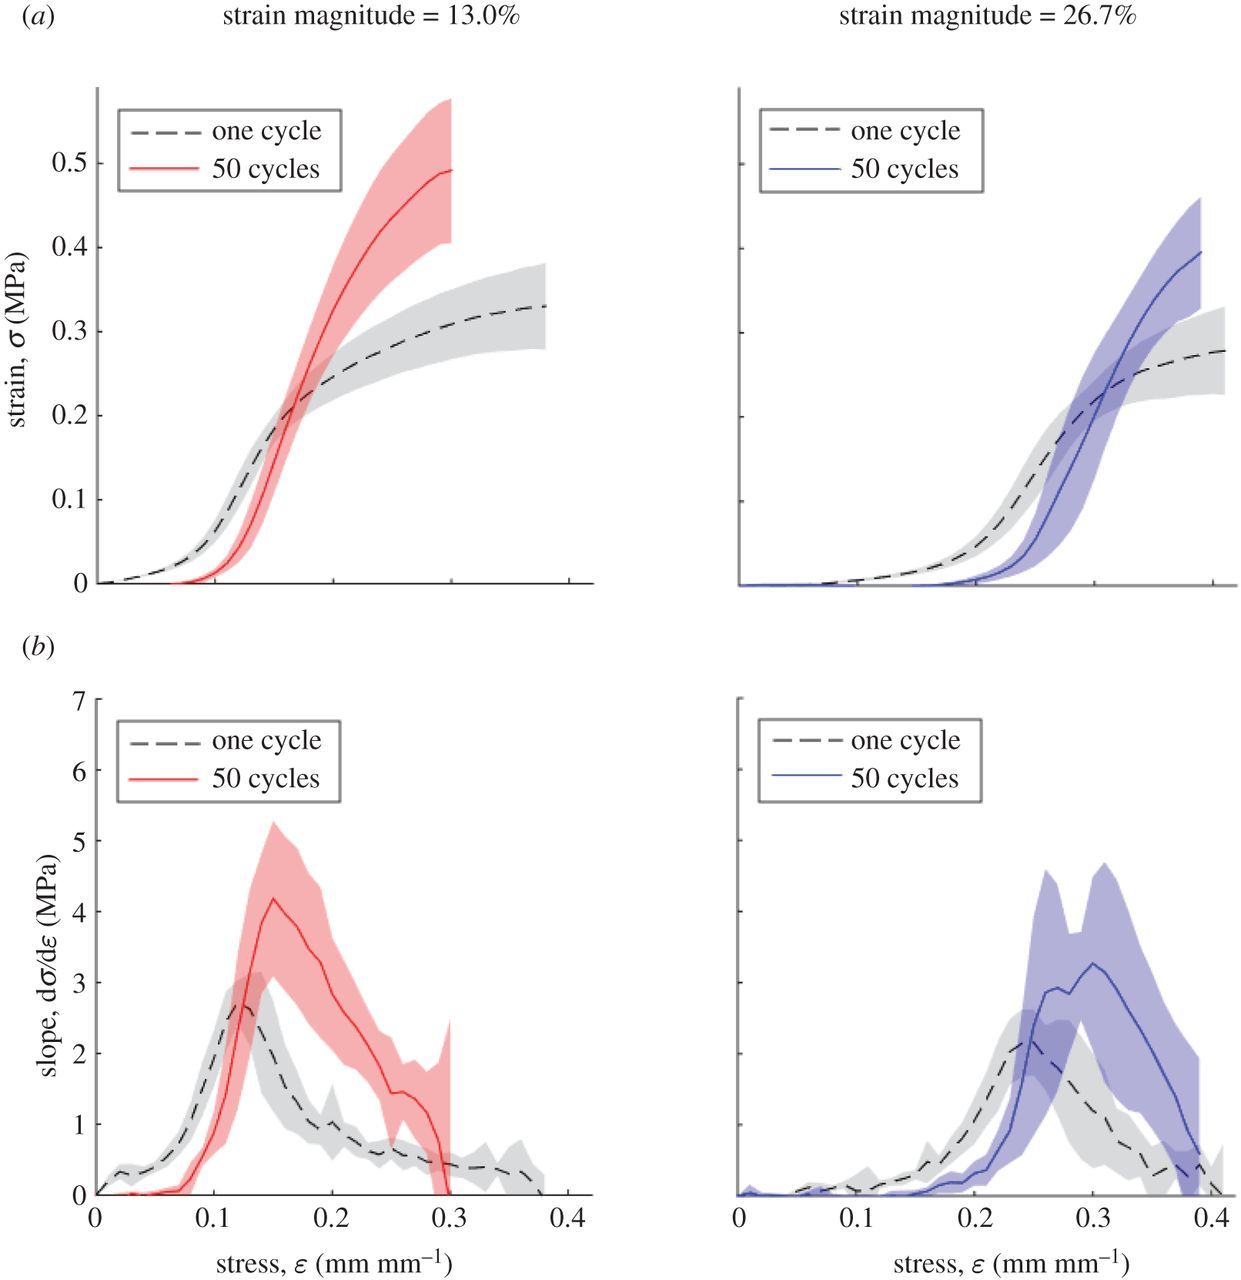 (a) strain magnitude = 13.0% strain magnitude = 26.7%
one cycle
50 cycles
one cycle
50 cycles
0.5
0.4
0.3
0.2
0.1
0
strain, σ (MPa)
(b)
one cycle
50 cycles
one cycle
50 cycles
7
6
5
4
3
2
1
0
slope, dσ/dε (MPa)
0 0.1 0.2 0.3 0.4
0 0.1 0.2 0.3 0.4
stress, ε (mm mm⁻¹) stress, ε (mm mm⁻¹)